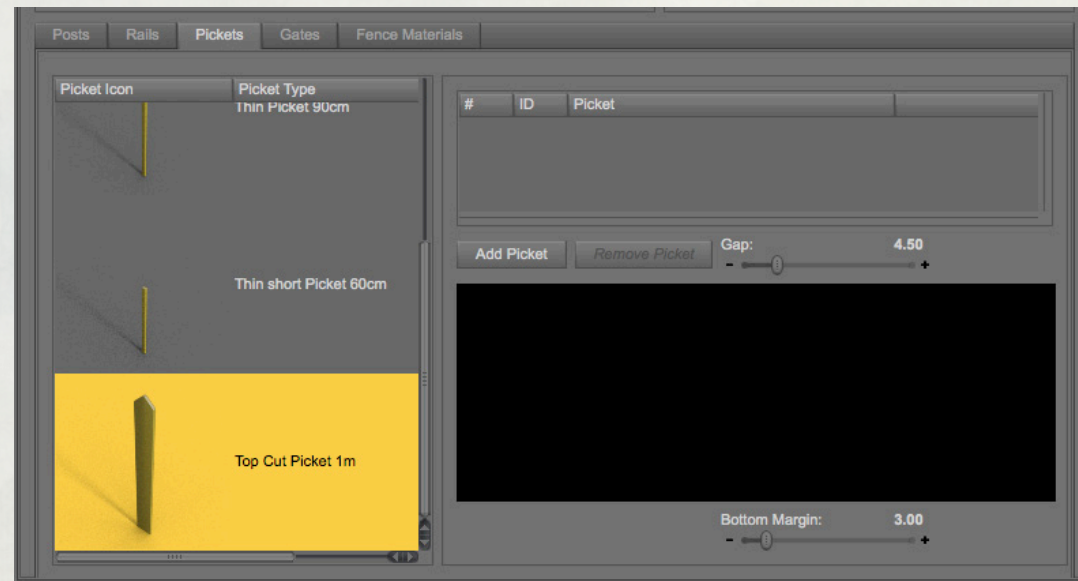 Posts Rails Pickets Gates Fence Materials
Picket Icon Picket Type
Thin Picket 90cm
Thin short Picket 60cm
Top Cut Picket 1m
# ID Picket
Add Picket Remove Picket Gap: 4.50
- +
Bottom Margin: 3.00
- +